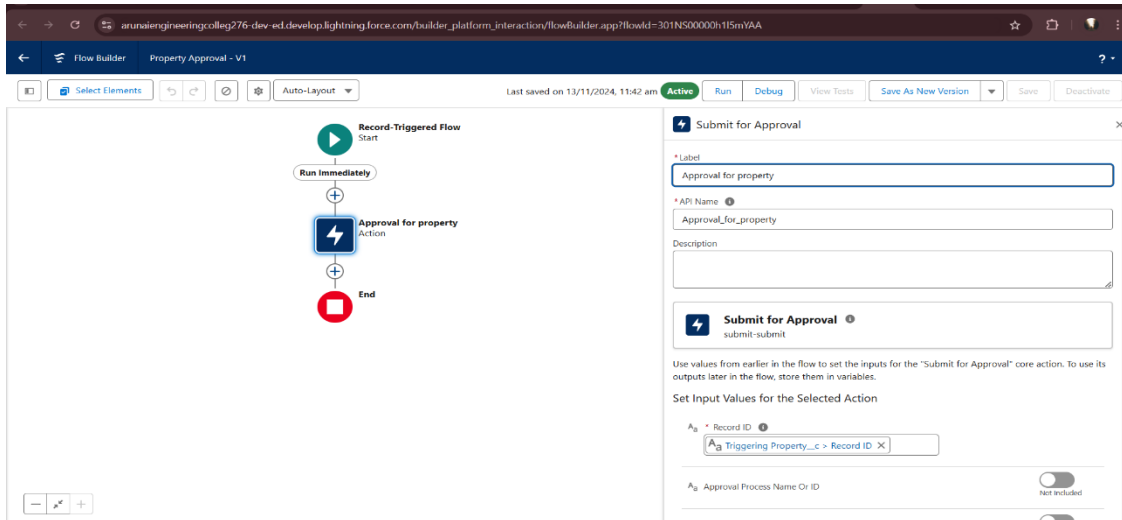 arunaiengineeringcolleg276-dev-ed.develop.lightning.force.com/builder_platform_interaction/flowBuilder.app?flowId=301NS00000h1I5mYAA
Flow Builder Property Approval - V1 ?
Select Elements Auto-Layout Last saved on 13/11/2024, 11:42 am Active Run Debug View Tests Save As New Version Save Deactivate
Record-Triggered Flow
Start
Run Immediately
Approval for property
Action
End
Submit for Approval
* Label
Approval for property
* API Name
Approval_for_property
Description
Submit for Approval
submit-submit
Use values from earlier in the flow to set the inputs for the "Submit for Approval" core action. To use its
outputs later in the flow, store them in variables.
Set Input Values for the Selected Action
Aa * Record ID
Aa Triggering Property__c > Record ID
Aa Approval Process Name Or ID
Not Included